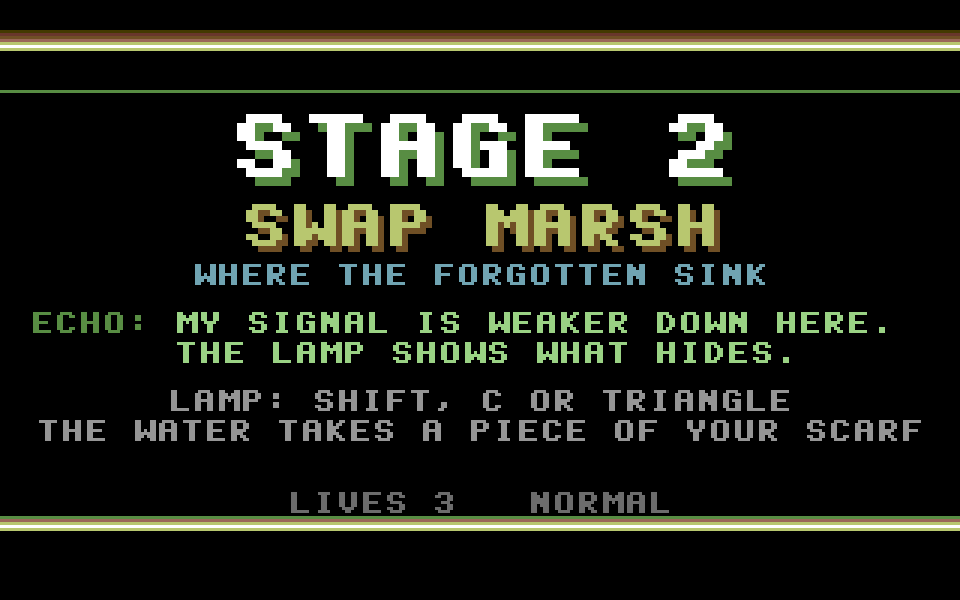 STAGE 2
SWAP MARSH
WHERE THE FORGOTTEN SINK
ECHO: MY SIGNAL IS WEAKER DOWN HERE.
THE LAMP SHOWS WHAT HIDES.
LAMP: SHIFT, C OR TRIANGLE
THE WATER TAKES A PIECE OF YOUR SCARF
LIVES 3 NORMAL